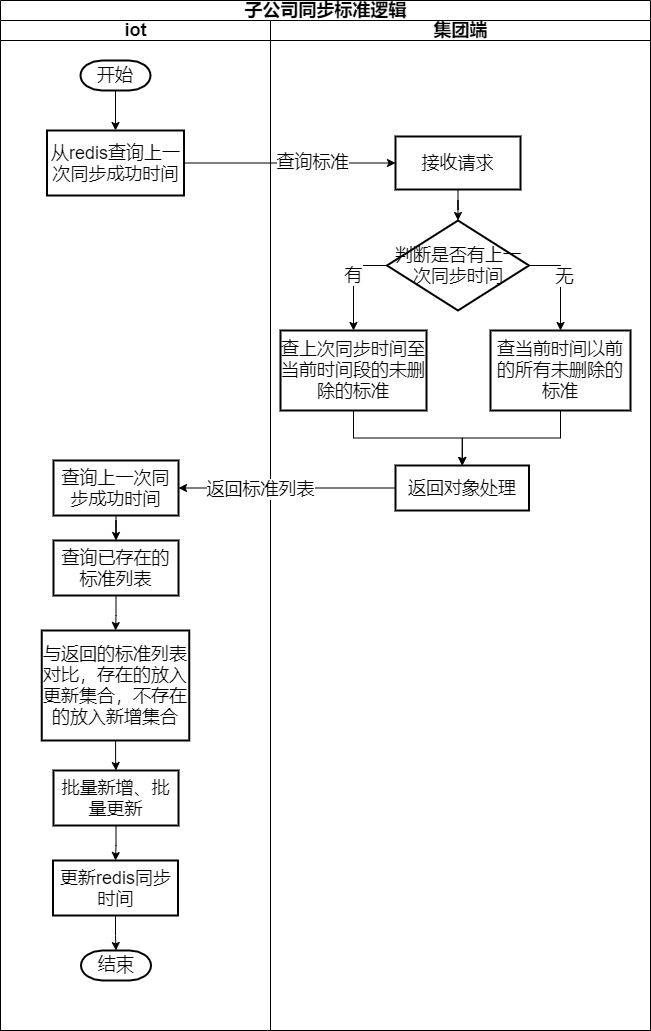 子公司同步标准逻辑
iot
集团端
开始
从redis查询上一
次同步成功时间
查询标准
接收请求
判断是否有上一
次同步时间
有
无
查上次同步时间至
当前时间段的未删
除的标准
查当前时间以前
的所有未删除的
标准
查询上一次同
步成功时间
返回标准列表
返回对象处理
查询已存在的
标准列表
与返回的标准列表
对比，存在的放入
更新集合，不存在
的放入新增集合
批量新增、批
量更新
更新redis同步
时间
结束